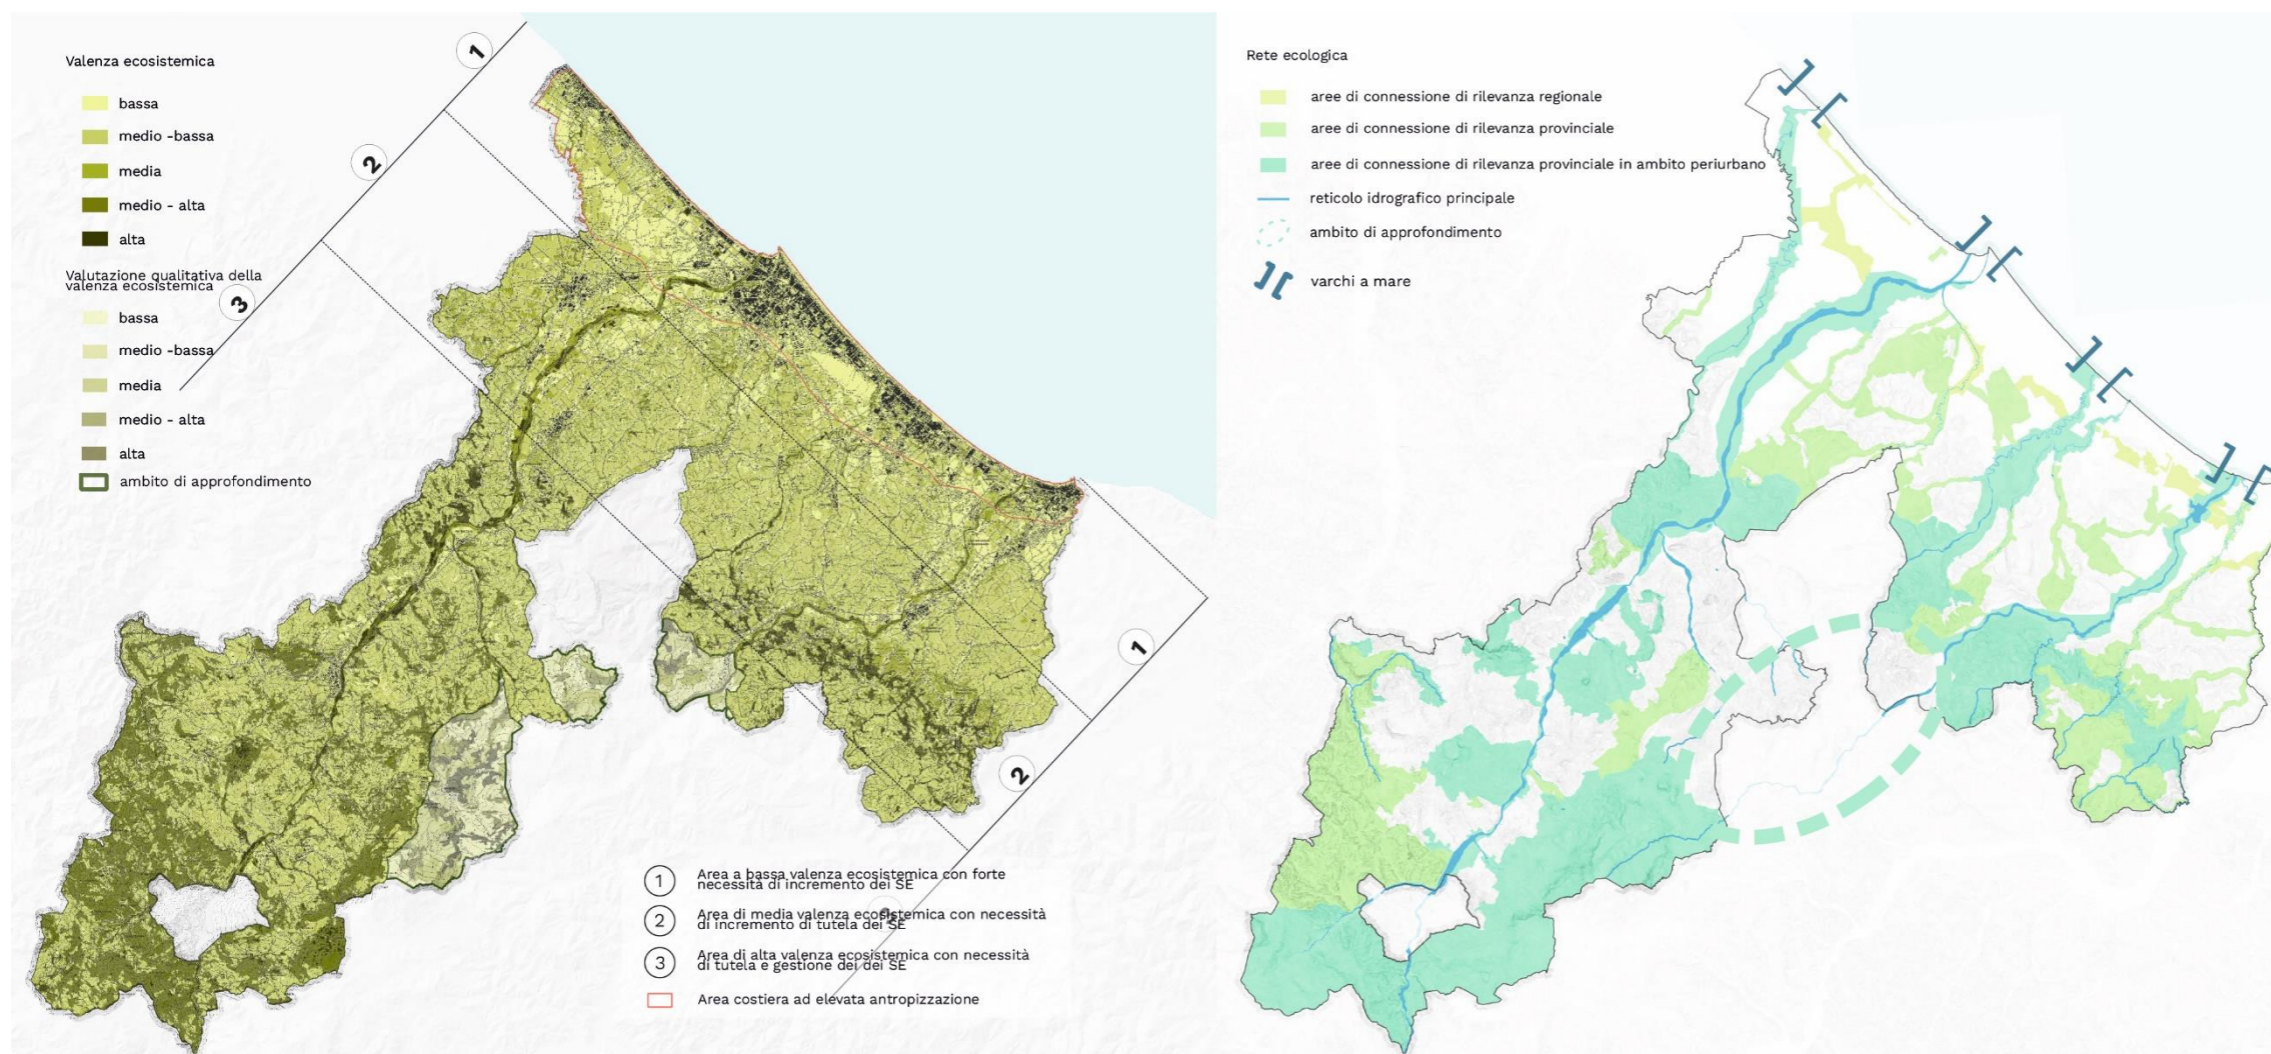 Valenza ecosistemica
bassa
medio -bassa
media
medio - alta
alta
Valutazione qualitativa della
valenza ecosistemica
bassa
medio -bassa
media
medio - alta
alta
ambito di approfondimento
1
2
3
1
2
3
1
Area a bassa valenza ecosistemica con forte
necessità di incremento dei SE
2
Area di media valenza ecosistemica con necessità
di incremento di tutela dei SE
3
Area di alta valenza ecosistemica con necessità
di tutela e gestione dei dei SE
Area costiera ad elevata antropizzazione
Rete ecologica
aree di connessione di rilevanza regionale
aree di connessione di rilevanza provinciale
aree di connessione di rilevanza provinciale in ambito periurbano
reticolo idrografico principale
ambito di approfondimento
varchi a mare